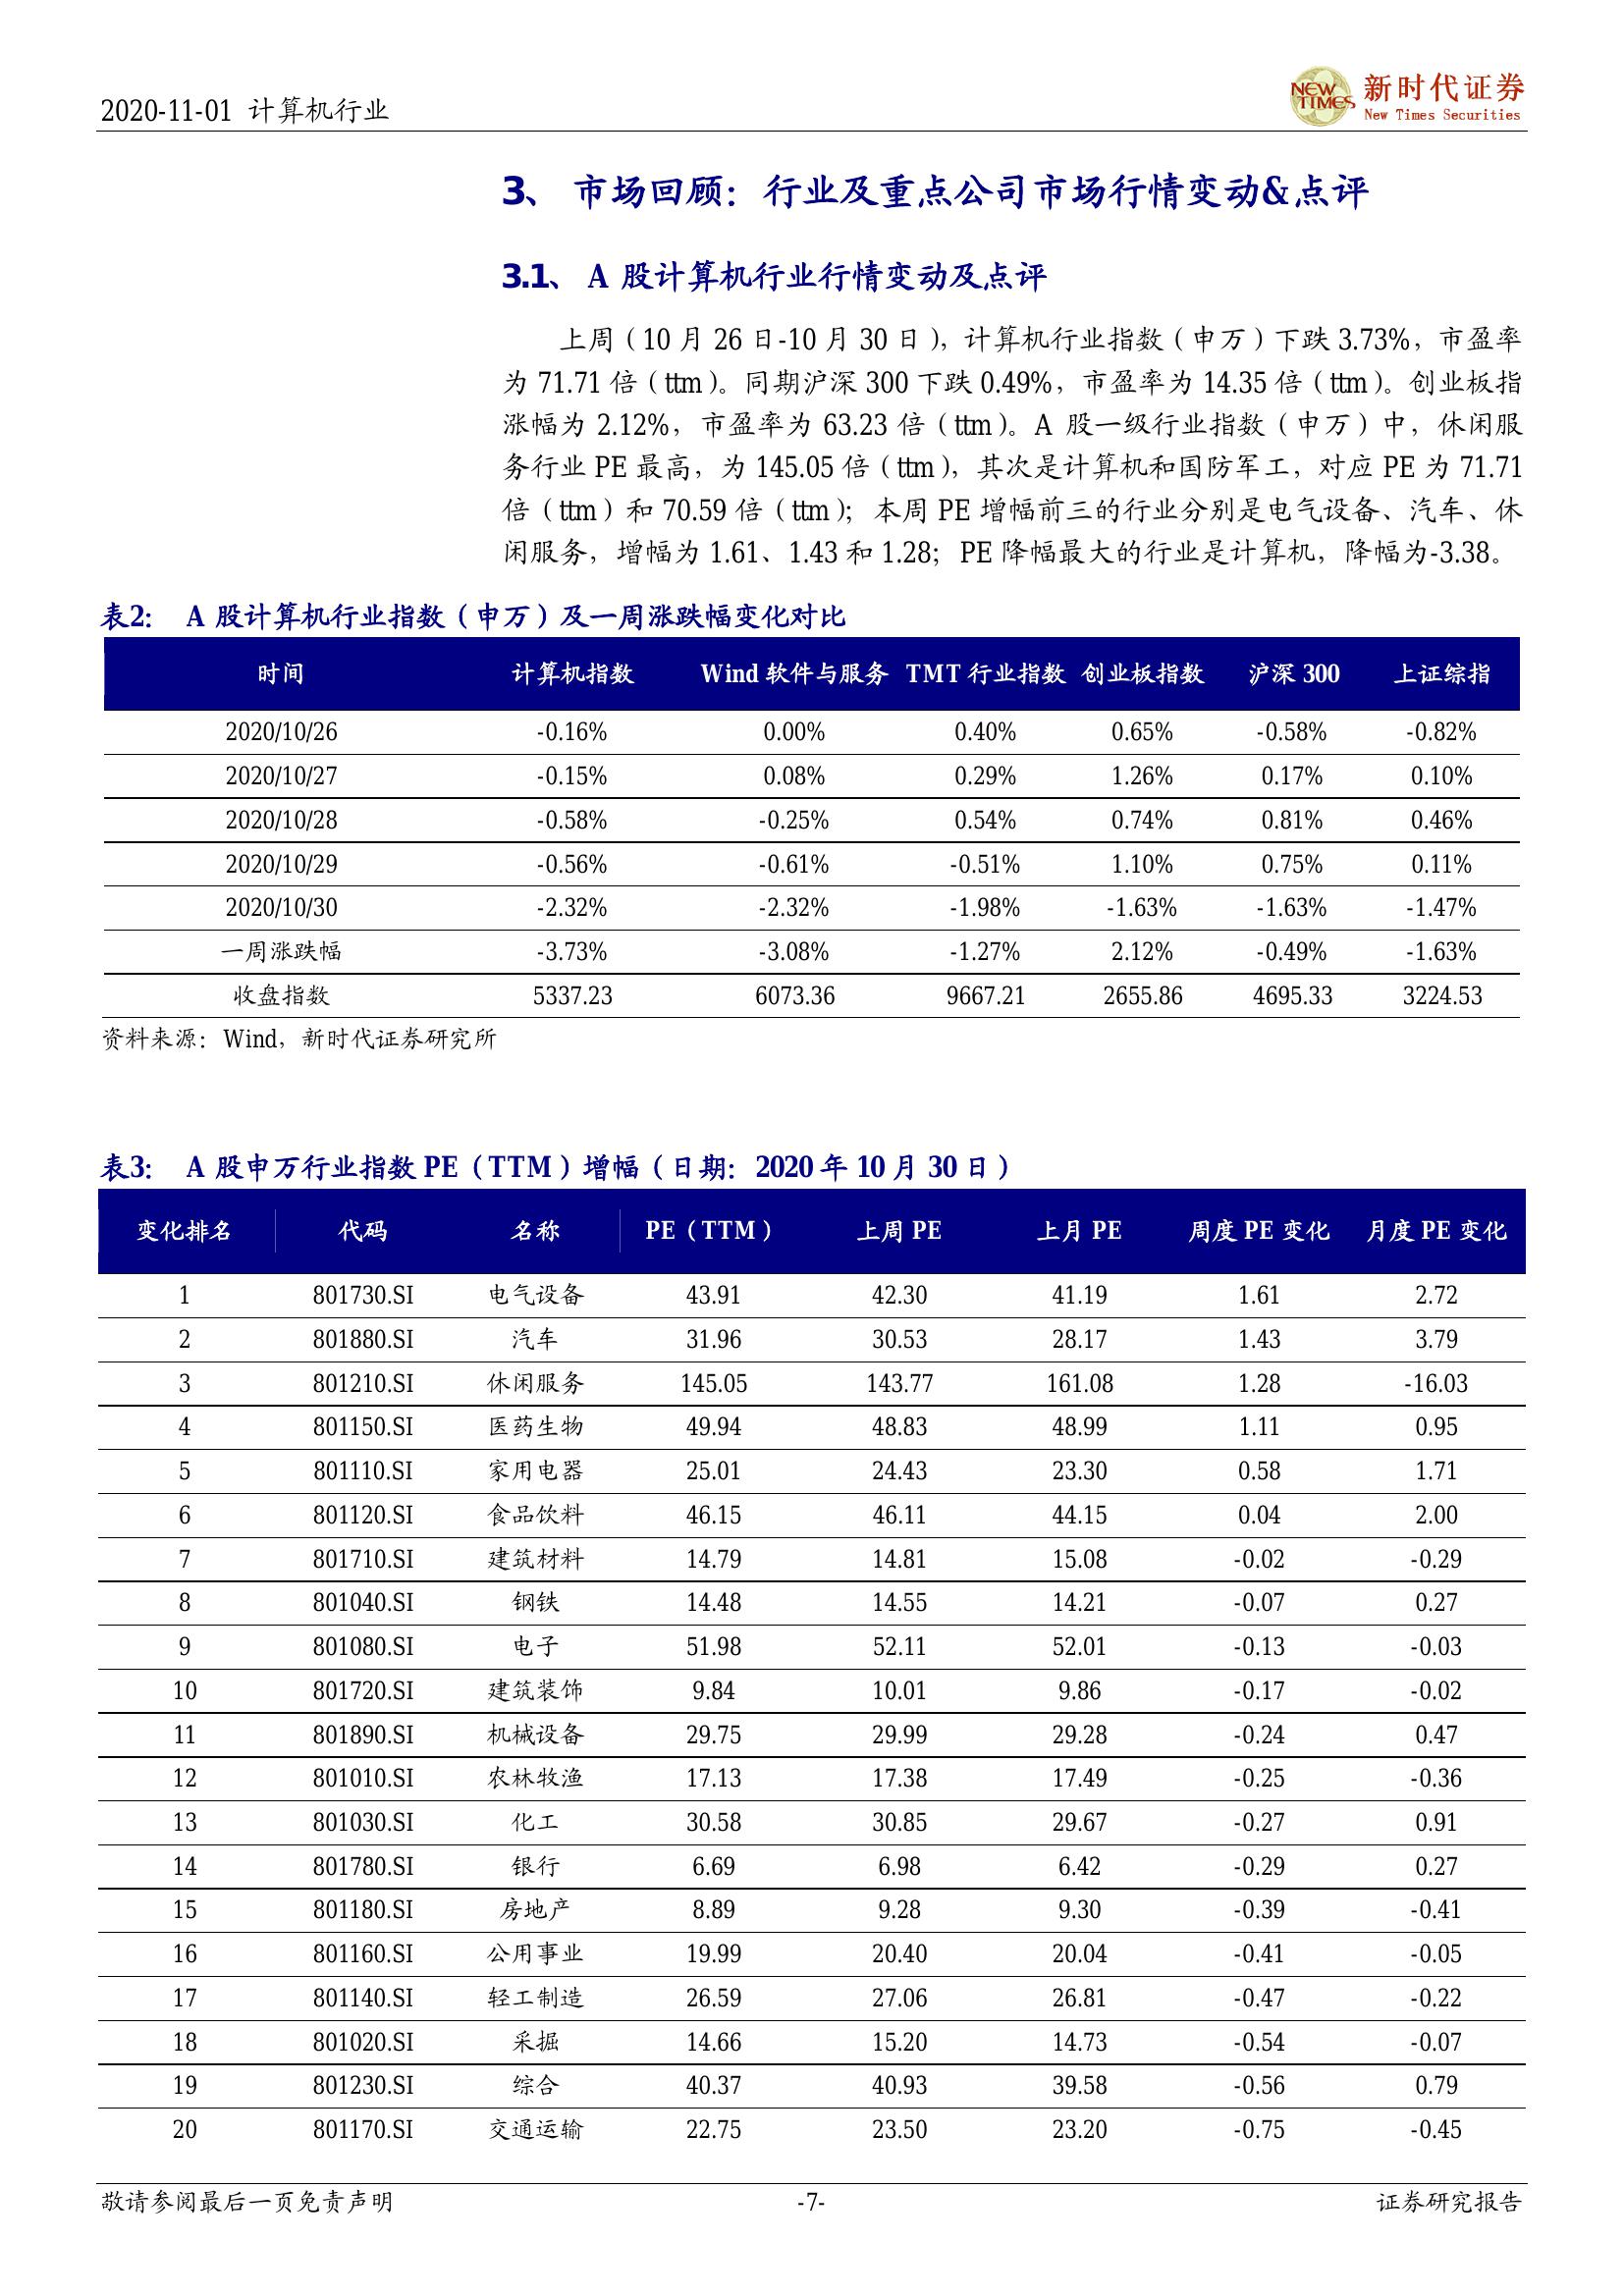 2020-11-01 计算机行业
NEW TIMES 新时代证券
New Times Securities
3、 市场回顾：行业及重点公司市场行情变动&点评
3.1、 A 股计算机行业行情变动及点评
上周（10 月 26 日-10 月 30 日），计算机行业指数（申万）下跌 3.73%，市盈率
为 71.71 倍（ttm）。同期沪深 300 下跌 0.49%，市盈率为 14.35 倍（ttm）。创业板指
涨幅为 2.12%，市盈率为 63.23 倍（ttm）。A 股一级行业指数（申万）中，休闲服
务行业 PE 最高，为 145.05 倍（ttm），其次是计算机和国防军工，对应 PE 为 71.71
倍（ttm）和 70.59 倍（ttm）；本周 PE 增幅前三的行业分别是电气设备、汽车、休
闲服务，增幅为 1.61、1.43 和 1.28；PE 降幅最大的行业是计算机，降幅为-3.38。
表2： A 股计算机行业指数（申万）及一周涨跌幅变化对比
时间 计算机指数 Wind 软件与服务 TMT 行业指数 创业板指数 沪深 300 上证综指
2020/10/26 -0.16% 0.00% 0.40% 0.65% -0.58% -0.82%
2020/10/27 -0.15% 0.08% 0.29% 1.26% 0.17% 0.10%
2020/10/28 -0.58% -0.25% 0.54% 0.74% 0.81% 0.46%
2020/10/29 -0.56% -0.61% -0.51% 1.10% 0.75% 0.11%
2020/10/30 -2.32% -2.32% -1.98% -1.63% -1.63% -1.47%
一周涨跌幅 -3.73% -3.08% -1.27% 2.12% -0.49% -1.63%
收盘指数 5337.23 6073.36 9667.21 2655.86 4695.33 3224.53
资料来源：Wind，新时代证券研究所
表3： A 股申万行业指数 PE（TTM）增幅（日期：2020 年 10 月 30 日）
变化排名 代码 名称 PE（TTM） 上周 PE 上月 PE 周度 PE 变化 月度 PE 变化
1 801730.SI 电气设备 43.91 42.30 41.19 1.61 2.72
2 801880.SI 汽车 31.96 30.53 28.17 1.43 3.79
3 801210.SI 休闲服务 145.05 143.77 161.08 1.28 -16.03
4 801150.SI 医药生物 49.94 48.83 48.99 1.11 0.95
5 801110.SI 家用电器 25.01 24.43 23.30 0.58 1.71
6 801120.SI 食品饮料 46.15 46.11 44.15 0.04 2.00
7 801710.SI 建筑材料 14.79 14.81 15.08 -0.02 -0.29
8 801040.SI 钢铁 14.48 14.55 14.21 -0.07 0.27
9 801080.SI 电子 51.98 52.11 52.01 -0.13 -0.03
10 801720.SI 建筑装饰 9.84 10.01 9.86 -0.17 -0.02
11 801890.SI 机械设备 29.75 29.99 29.28 -0.24 0.47
12 801010.SI 农林牧渔 17.13 17.38 17.49 -0.25 -0.36
13 801030.SI 化工 30.58 30.85 29.67 -0.27 0.91
14 801780.SI 银行 6.69 6.98 6.42 -0.29 0.27
15 801180.SI 房地产 8.89 9.28 9.30 -0.39 -0.41
16 801160.SI 公用事业 19.99 20.40 20.04 -0.41 -0.05
17 801140.SI 轻工制造 26.59 27.06 26.81 -0.47 -0.22
18 801020.SI 采掘 14.66 15.20 14.73 -0.54 -0.07
19 801230.SI 综合 40.37 40.93 39.58 -0.56 0.79
20 801170.SI 交通运输 22.75 23.50 23.20 -0.75 -0.45
敬请参阅最后一页免责声明 -7- 证券研究报告